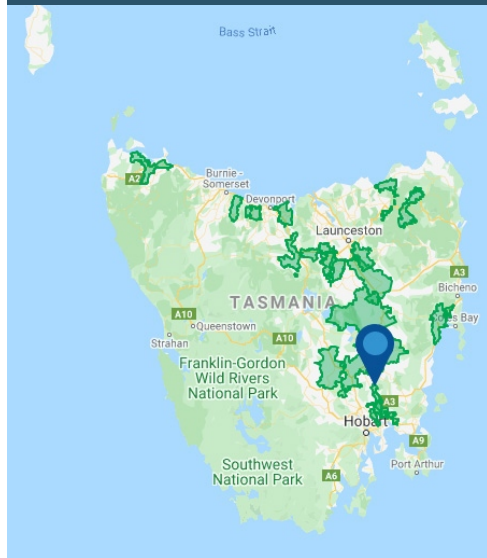 Bass Strait
A2
Burnie -
Somerset
Devonport
Launceston
A3
Bicheno
TASMANIA
A10
Queenstown
Strahan
A10
Franklin-Gordon
Wild Rivers
National Park
A3
Hobart
A9
Port Arthur
Southwest
National Park
A6